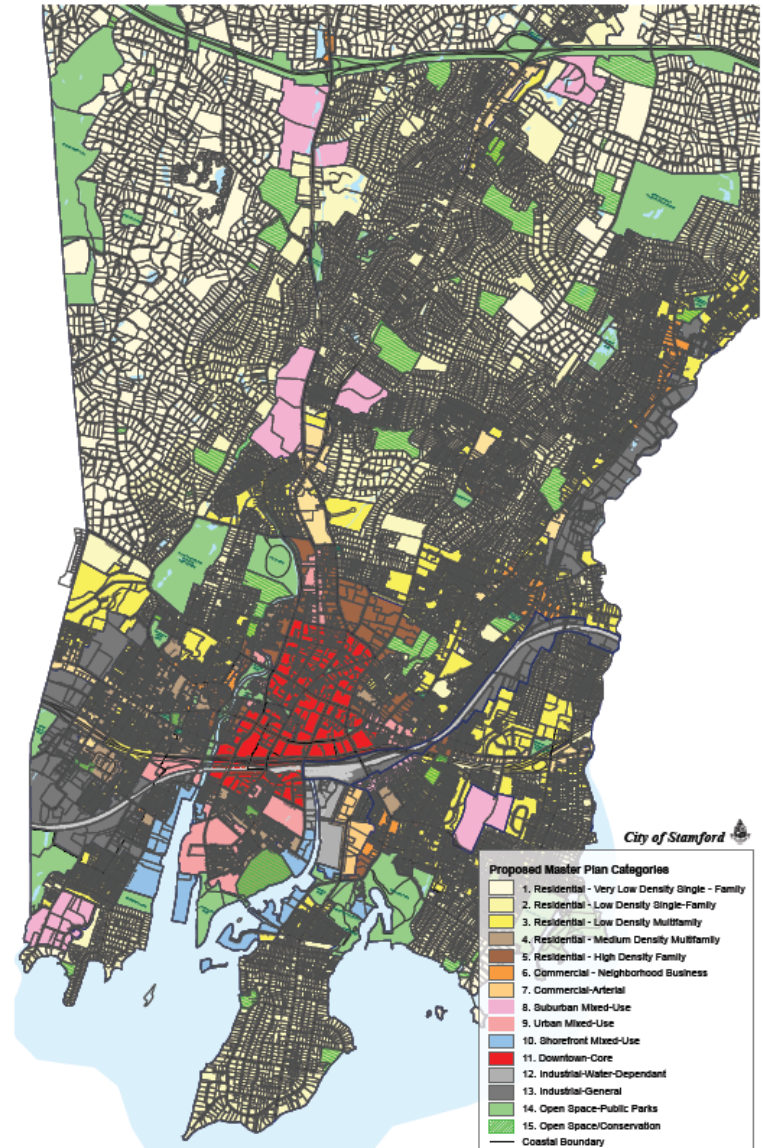 City of Stamford
Proposed Master Plan Categories
1. Residential - Very Low Density Single - Family
2. Residential - Low Density Single-Family
3. Residential - Low Density Multifamily
4. Residential - Medium Density Multifamily
5. Residential - High Density Family
6. Commercial - Neighborhood Business
7. Commercial-Arterial
8. Suburban Mixed-Use
9. Urban Mixed-Use
10. Shorefront Mixed-Use
11. Downtown-Core
12. Industrial-Water-Dependant
13. Industrial-General
14. Open Space-Public Parks
15. Open Space/Conservation
Coastal Boundary